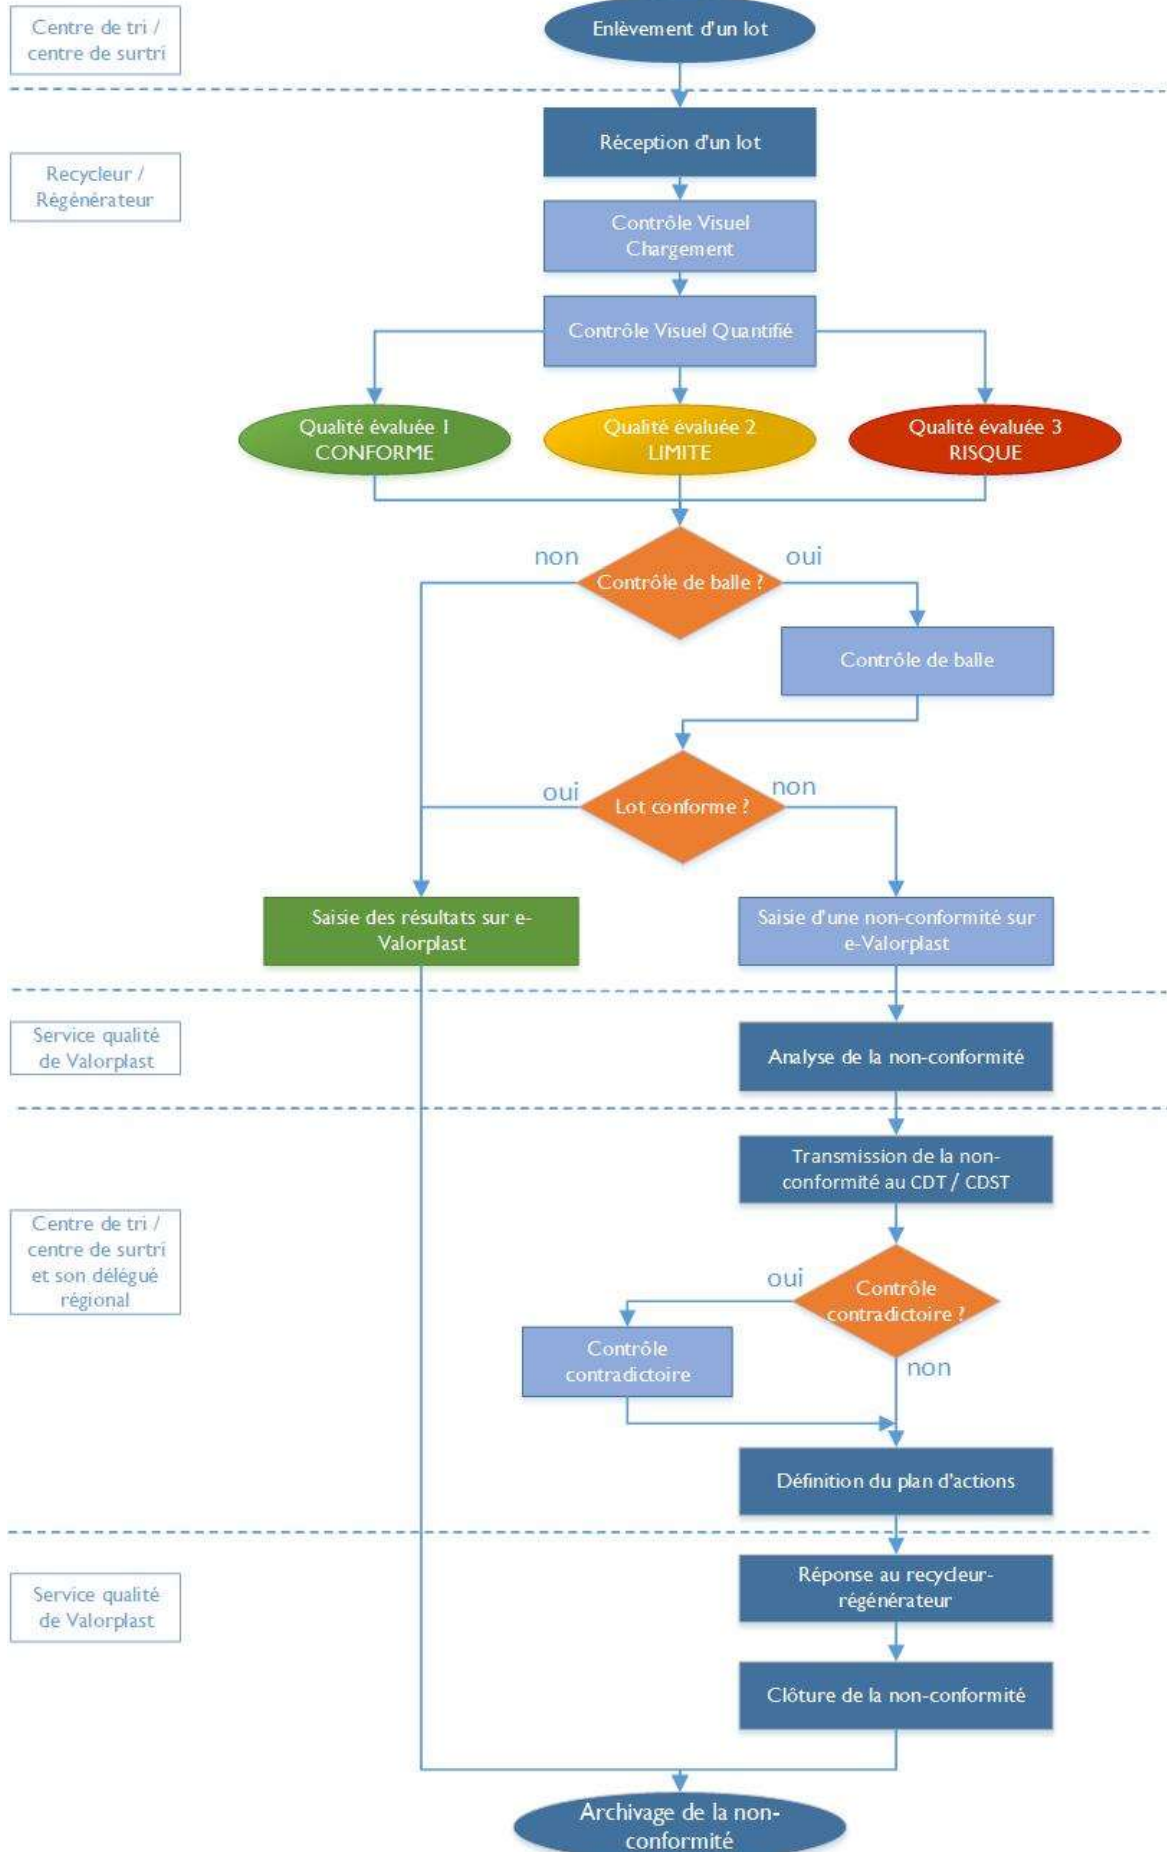 Centre de tri /
centre de surtri
Enlèvement d'un lot
Réception d'un lot
Recycleur /
Régénérateur
Contrôle Visuel
Chargement
Contrôle Visuel Quantifié
Qualité évaluée 1
CONFORME
Qualité évaluée 2
LIMITE
Qualité évaluée 3
RISQUE
non
oui
Contrôle de balle ?
Contrôle de balle
oui
non
Lot conforme ?
Saisie des résultats sur e-
Valorplast
Saisie d'une non-conformité sur
e-Valorplast
Service qualité
de Valorplast
Analyse de la non-conformité
Transmission de la non-
conformité au CDT / CDST
Centre de tri /
centre de surtri
et son délégué
régional
oui
Contrôle
contradictoire ?
Contrôle
contradictoire
non
Définition du plan d'actions
Service qualité
de Valorplast
Réponse au recycleur-
régénérateur
Clôture de la non-conformité
Archivage de la non-
conformité